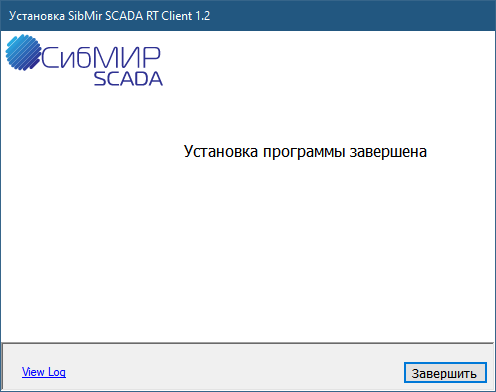 Установка SibMir SCADA RT Client 1.2
СибМИР
SCADA
Установка программы завершена
View Log
Завершить